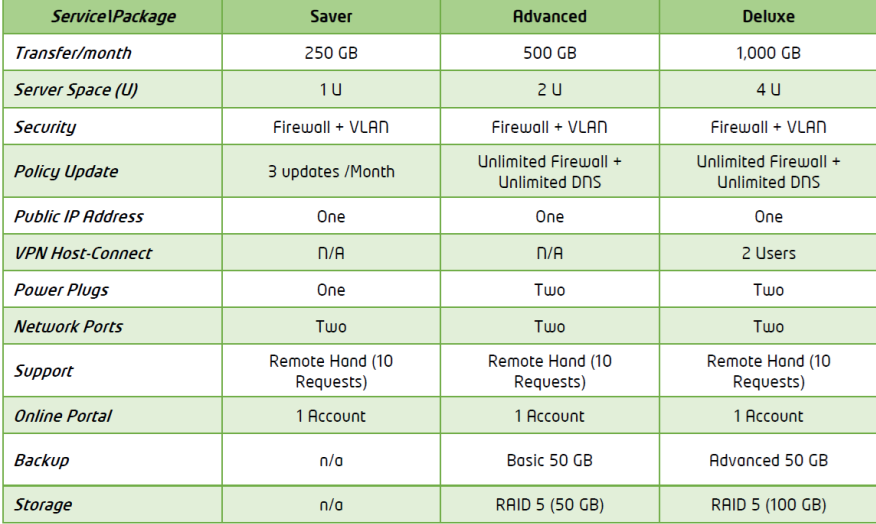 Service\Package Saver Advanced Deluxe
Transfer/month 250 GB 500 GB 1,000 GB
Server Space (U) 1 U 2 U 4 U
Security Firewall + VLAN Firewall + VLAN Firewall + VLAN
Policy Update 3 updates /Month Unlimited Firewall + Unlimited DNS Unlimited Firewall + Unlimited DNS
Public IP Address One One One
VPN Host-Connect N/A N/A 2 Users
Power Plugs One Two Two
Network Ports Two Two Two
Support Remote Hand (10 Requests) Remote Hand (10 Requests) Remote Hand (10 Requests)
Online Portal 1 Account 1 Account 1 Account
Backup n/a Basic 50 GB Advanced 50 GB
Storage n/a RAID 5 (50 GB) RAID 5 (100 GB)